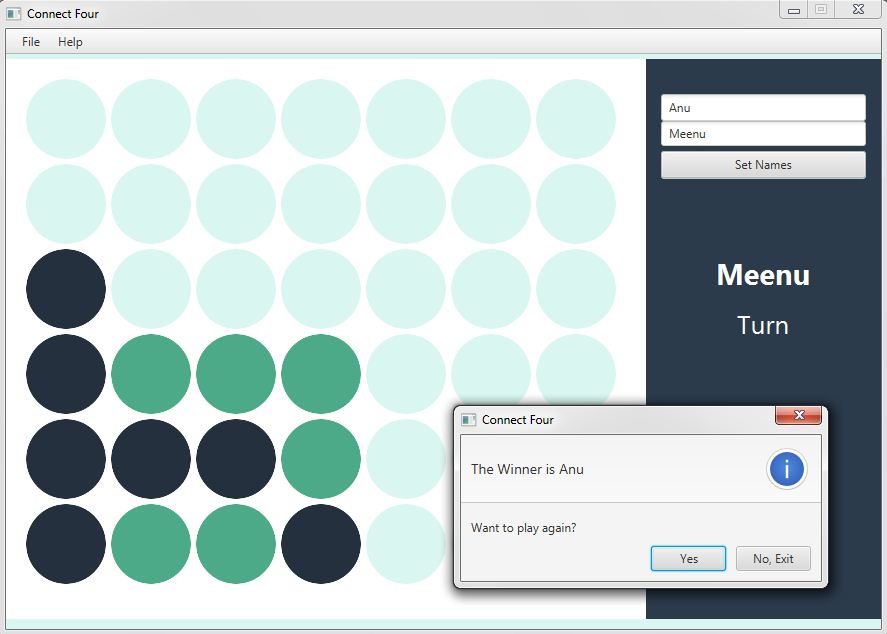 Connect Four
File Help
Anu
Meenu
Set Names
Meenu
Turn
Connect Four
The Winner is Anu
i
Want to play again?
Yes No, Exit